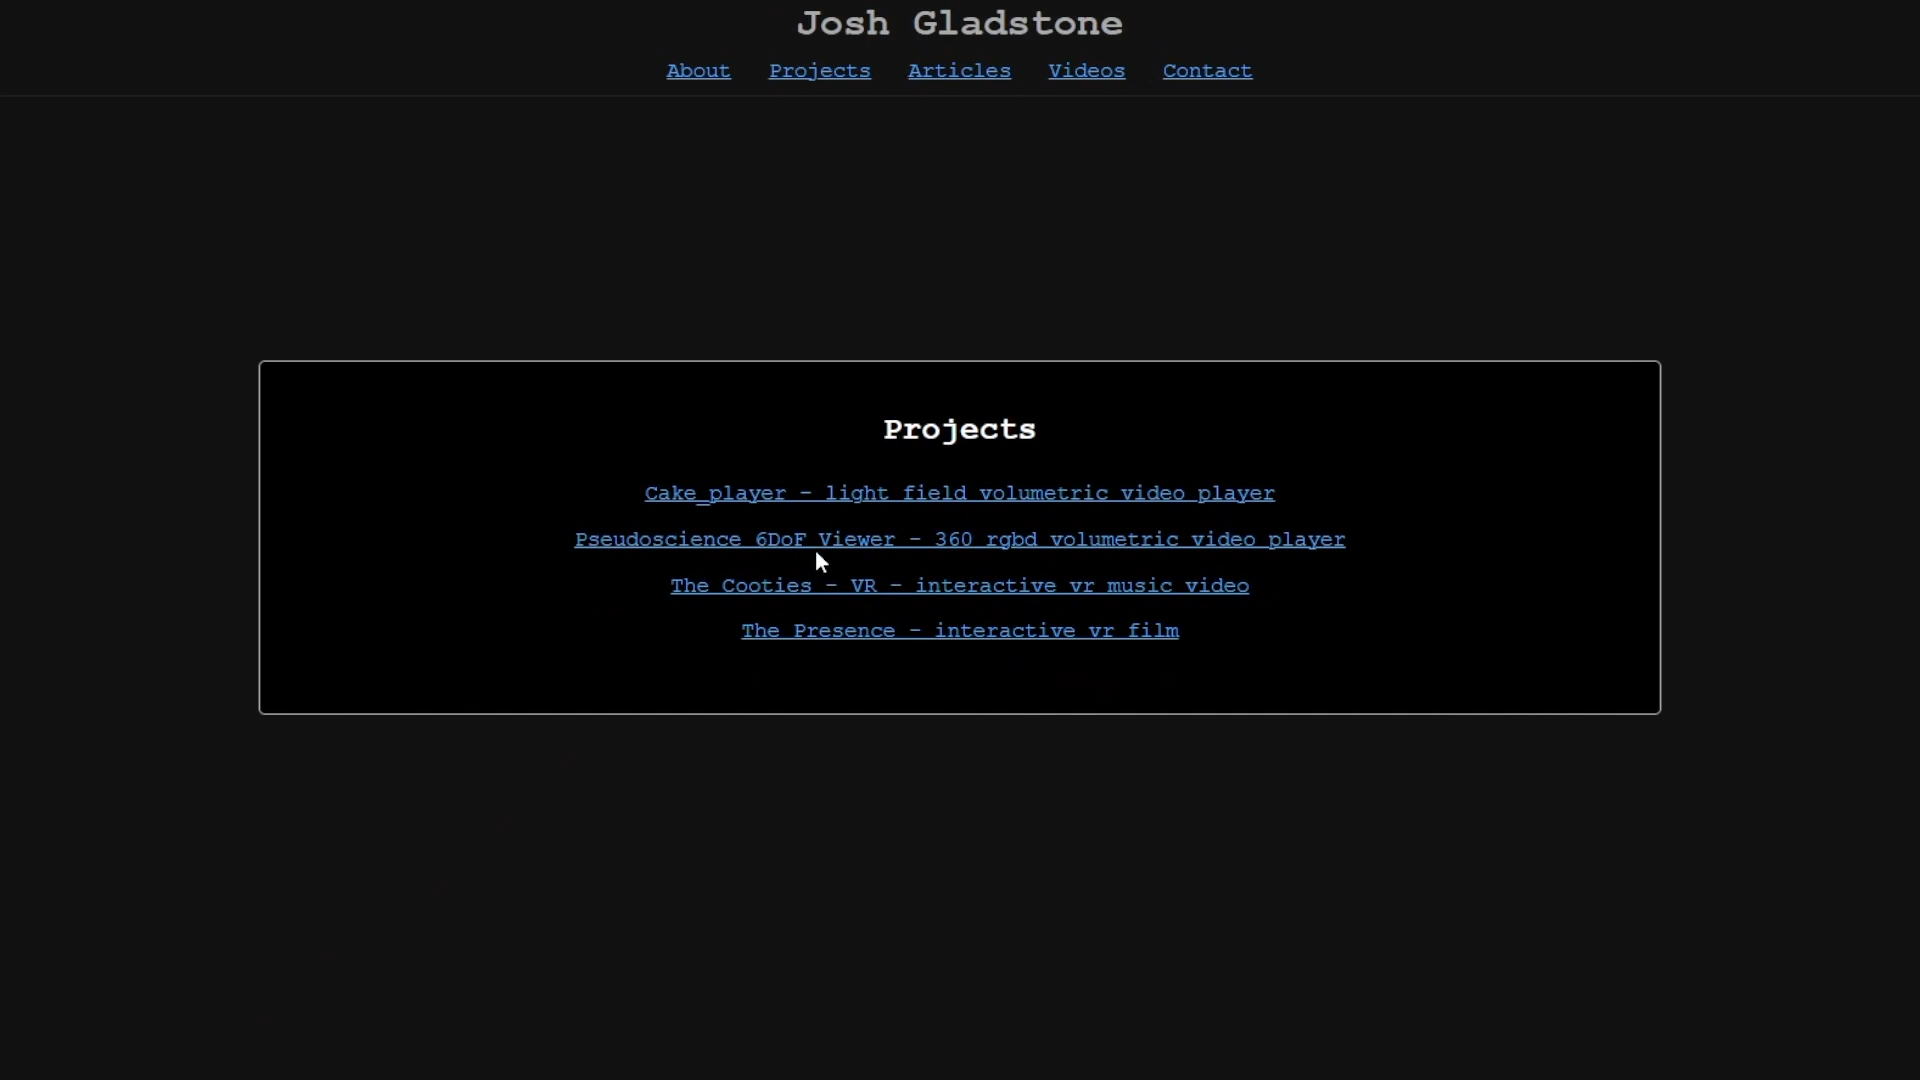 Josh Gladstone
About Projects Articles Videos Contact
Projects
Cake_player - light field volumetric video player
Pseudoscience 6DoF Viewer - 360 rgbd volumetric video player
The Cooties - VR - interactive vr music video
The Presence - interactive vr film